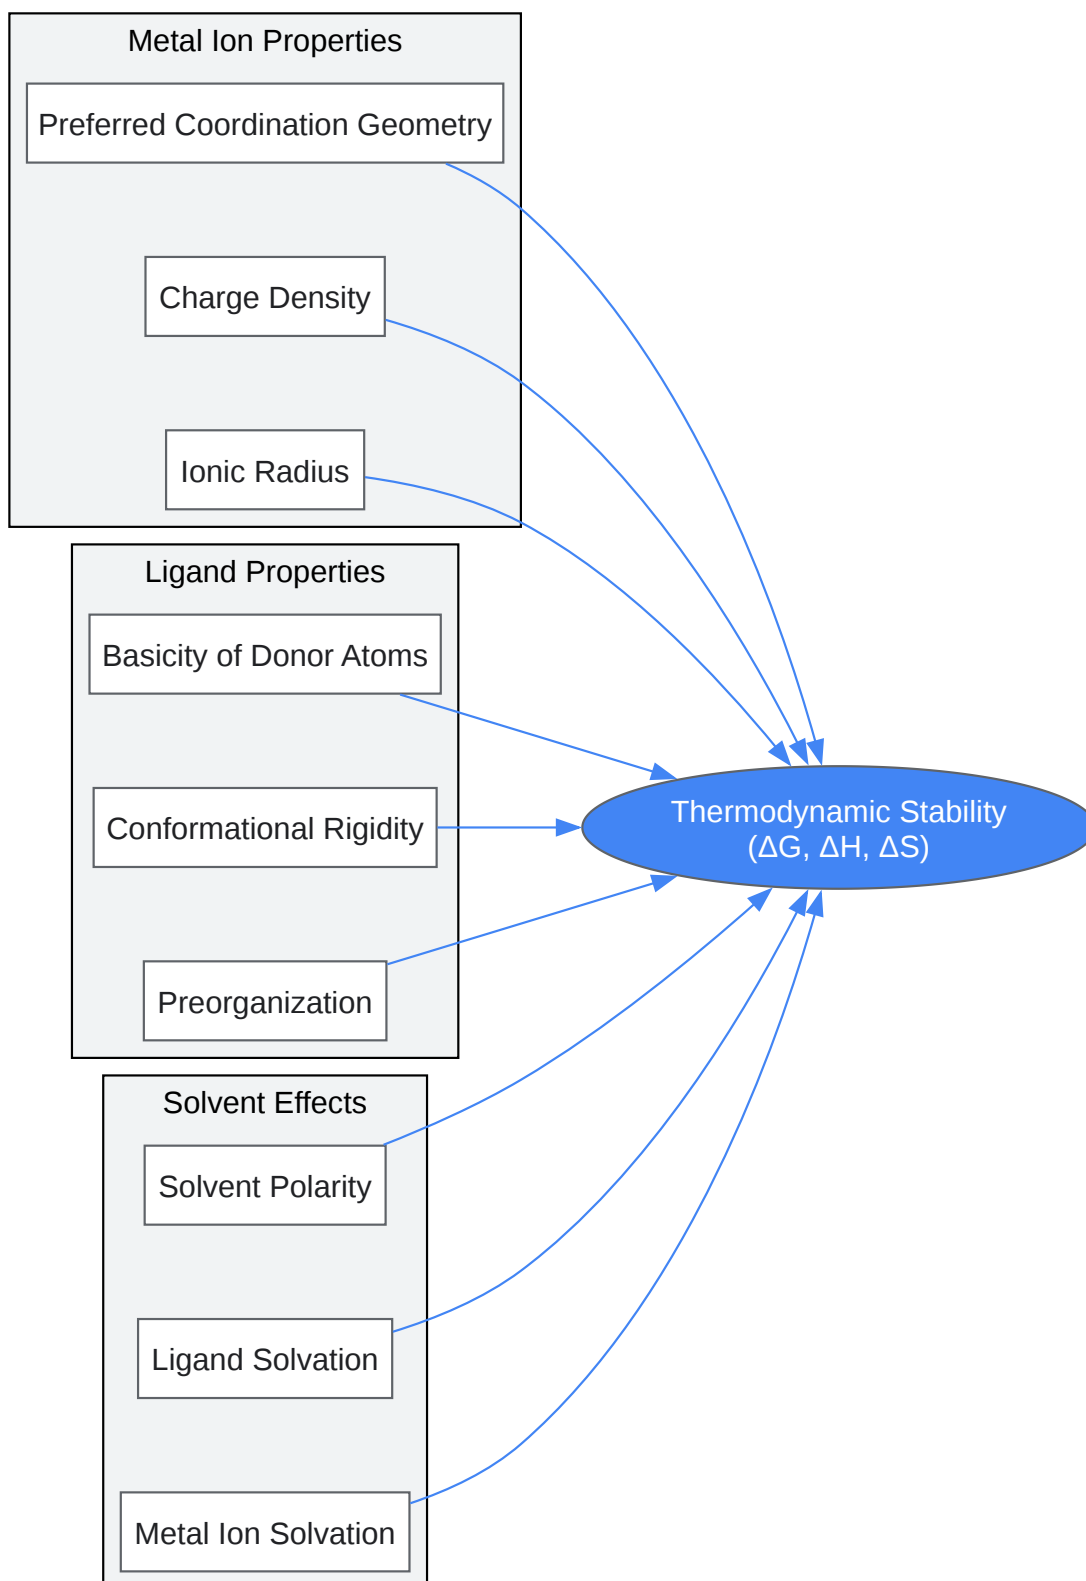 Metal Ion Properties
Preferred Coordination Geometry
Charge Density
Ionic Radius
Ligand Properties
Basicity of Donor Atoms
Conformational Rigidity
Preorganization
Solvent Effects
Solvent Polarity
Ligand Solvation
Metal Ion Solvation
Thermodynamic Stability
(ΔG, ΔH, ΔS)